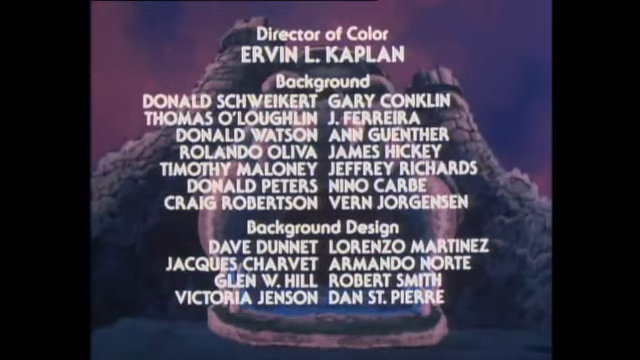 Director of Color
ERVIN L. KAPLAN
Background
DONALD SCHWEIKERT GARY CONKLIN
THOMAS O'LOUGHLIN J. FERREIRA
DONALD WATSON ANN GUENTHER
ROLANDO OLIVA JAMES HICKEY
TIMOTHY MALONEY JEFFREY RICHARDS
DONALD PETERS NINO CARBE
CRAIG ROBERTSON VERN JORGENSEN
Background Design
DAVE DUNNET LORENZO MARTINEZ
JACQUES CHARVET ARMANDO NORTE
GLEN W. HILL ROBERT SMITH
VICTORIA JENSON DAN ST. PIERRE